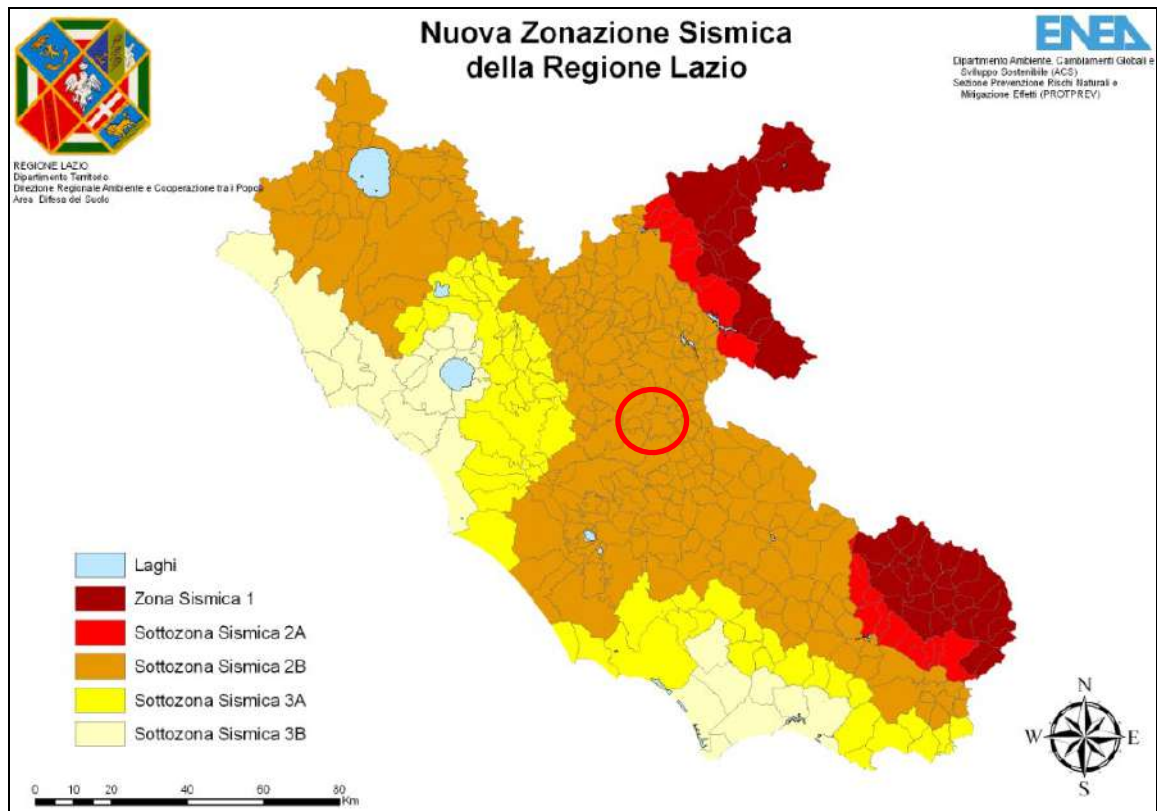 Nuova Zonazione Sismica
della Regione Lazio
ENEA
Dipartimento Ambiente, Cambiamenti Globali e
Sviluppo Sostenibile (ACS)
Sezione Prevenzione Rischi Naturali e
Mitigazione Effetti (PROTPREV)
REGIONE LAZIO
Dipartimento Territorio
Direzione Regionale Ambiente e Cooperazione tra i Popoli
Area Difesa del Suolo
Laghi
Zona Sismica 1
Sottozona Sismica 2A
Sottozona Sismica 2B
Sottozona Sismica 3A
Sottozona Sismica 3B
N
W E
S
0 10 20 40 60 80
Km